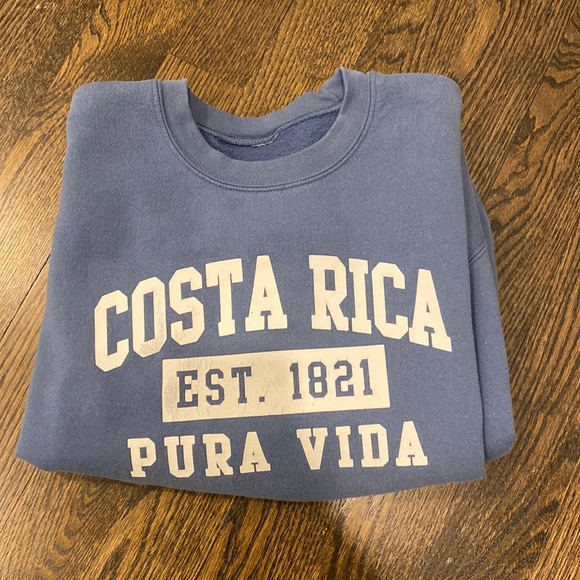 COSTA RICA
EST. 1821
PURA VIDA